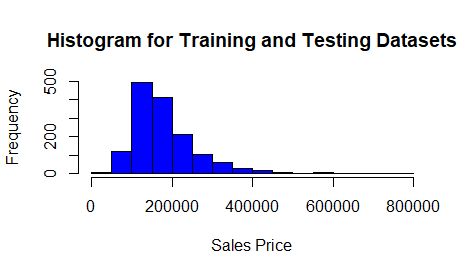 Histogram for Training and Testing Datasets
Frequency
500
200
0
0 200000 400000 600000 800000
Sales Price